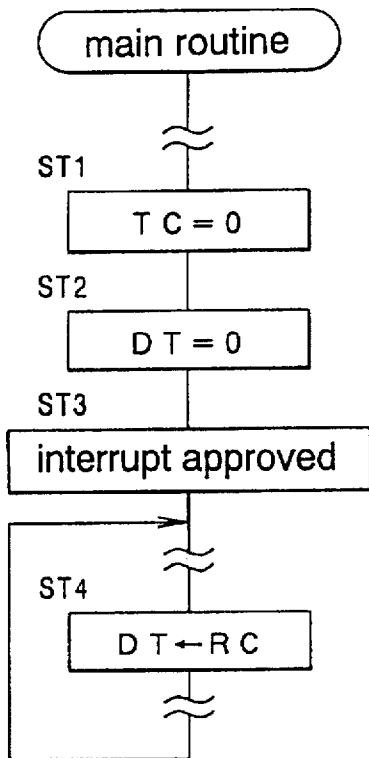 main routine
ST1
T C = 0
ST2
D T = 0
ST3
interrupt approved
ST4
D T ← R C